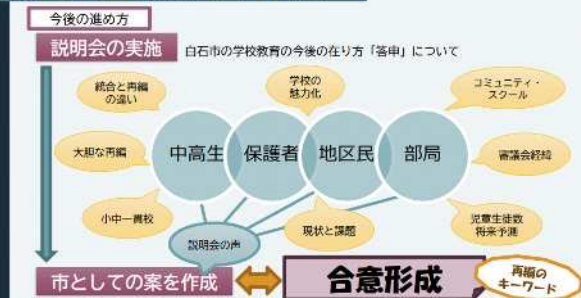 今後の進め方
説明会の実施
白石市の学校教育の今後の在り方「答申」について
統合と再編
の違い
学校の
魅力化
コミュニティ・
スクール
大胆な再編
中高生
保護者
地区民
部局
審議会経緯
小中一貫校
説明会の声
現状と課題
児童生徒数
将来予測
市としての案を作成
合意形成
再編の
キーワード